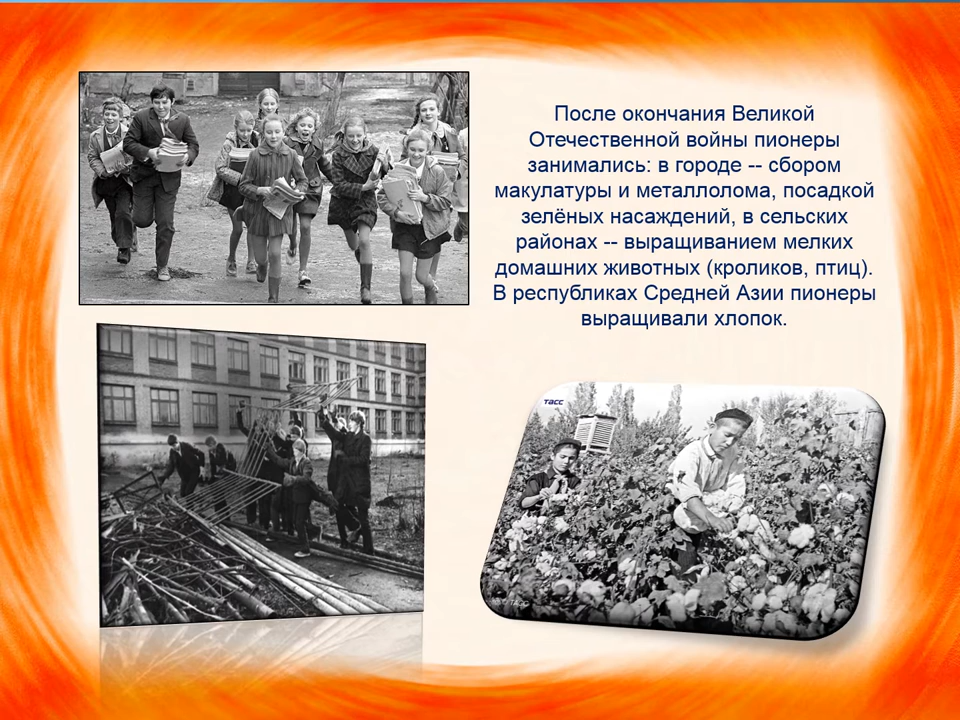 После окончания Великой
Отечественной войны пионеры
занимались: в городе -- сбором
макулатуры и металлолома, посадкой
зелёных насаждений, в сельских
районах -- выращиванием мелких
домашних животных (кроликов, птиц).
В республиках Средней Азии пионеры
выращивали хлопок.
ТАСС
ТАСС